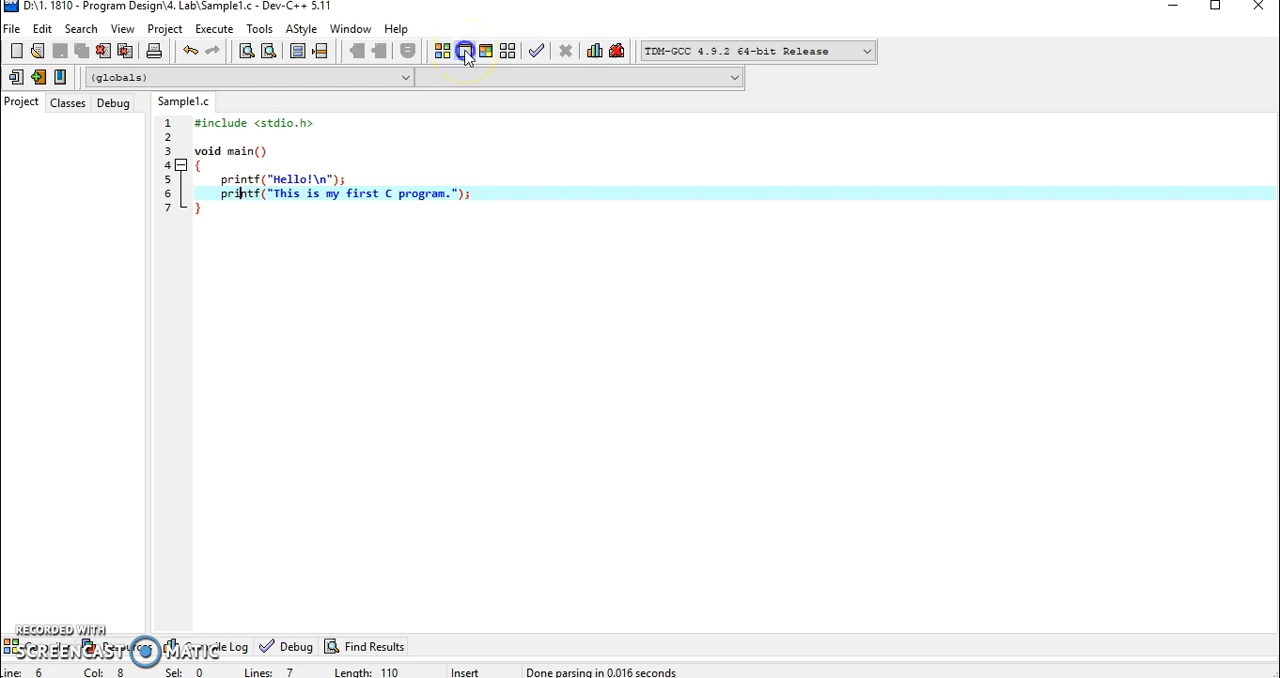 D:\1. 1810 - Program Design\4. Lab\Sample1.c - Dev-C++ 5.11
File Edit Search View Project Execute Tools AStyle Window Help
TDM-GCC 4.9.2 64-bit Release
(globals)
Project Classes Debug Sample1.c
1 #include <stdio.h>
2
3 void main()
4 {
5 printf("Hello!\n");
6 printf("This is my first C program.");
7 }
RECORDED WITH
SCREENCAST MATIC
Log Debug Find Results
Line: 6 Col: 8 Sel: 0 Lines: 7 Length: 110 Insert Done parsing in 0.016 seconds